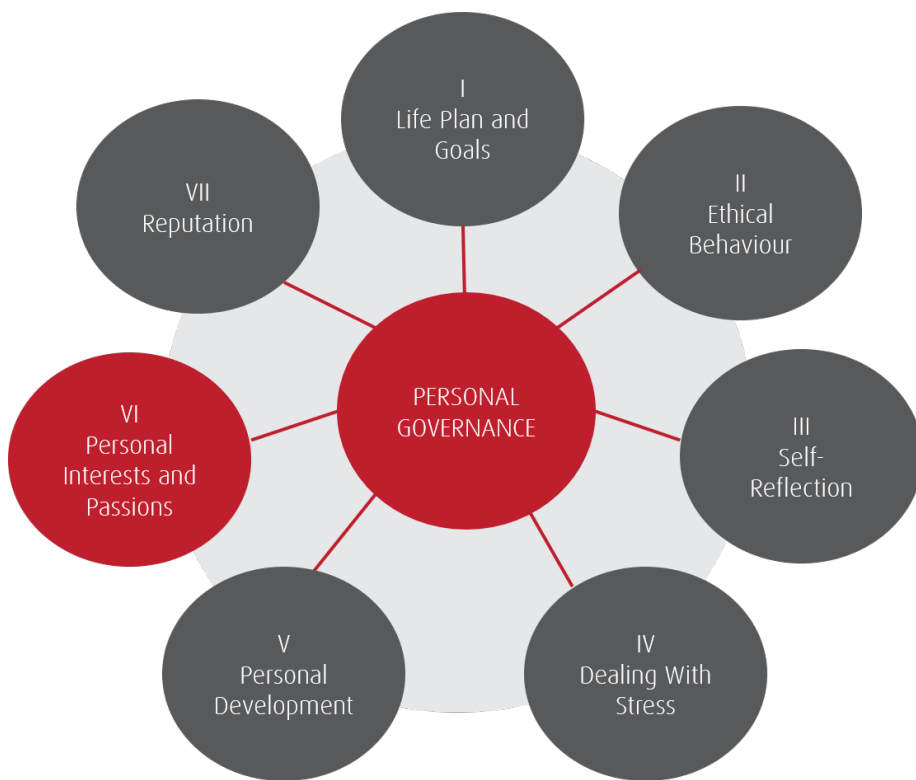 I
Life Plan and
Goals
II
Ethical
Behaviour
III
Self-
Reflection
IV
Dealing With
Stress
V
Personal
Development
VI
Personal
Interests and
Passions
VII
Reputation
PERSONAL
GOVERNANCE